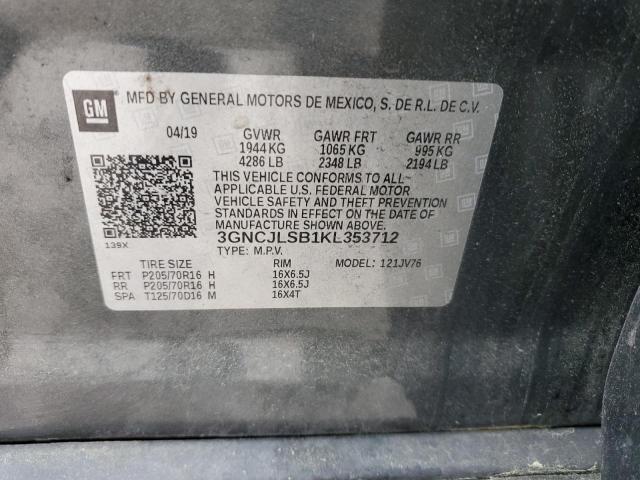 GM MFD BY GENERAL MOTORS DE MEXICO, S. DE R.L. DE C.V.
04/19 GVWR GAWR FRT GAWR RR
1944 KG 1065 KG 995 KG
4286 LB 2348 LB 2194 LB
THIS VEHICLE CONFORMS TO ALL
APPLICABLE U.S. FEDERAL MOTOR
VEHICLE SAFETY AND THEFT PREVENTION
STANDARDS IN EFFECT ON THE DATE OF
MANUFACTURE SHOWN ABOVE.
3GNCJLSB1KL353712
139X TYPE: M.P.V.
TIRE SIZE RIM MODEL: 121JV76
FRT P205/70R16 H 16X6.5J
RR P205/70R16 H 16X6.5J
SPA T125/70D16 M 16X4T